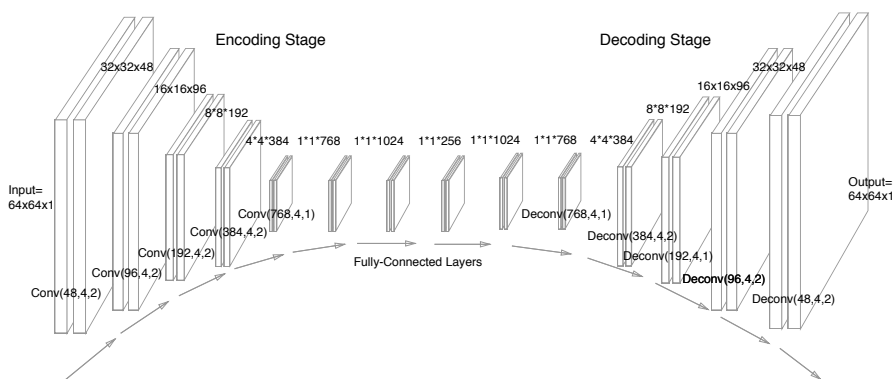 Encoding Stage
Decoding Stage
32x32x48
16x16x96
8*8*192
4*4*384
1*1*768
1*1*1024
1*1*256
1*1*1024
1*1*768
4*4*384
8*8*192
16x16x96
32x32x48
Input=
64x64x1
Output=
64x64x1
Conv(48,4,2)
Conv(96,4,2)
Conv(192,4,2)
Conv(384,4,2)
Conv(768,4,1)
Fully-Connected Layers
Deconv(768,4,1)
Deconv(384,4,2)
Deconv(192,4,1)
Deconv(96,4,2)
Deconv(48,4,2)